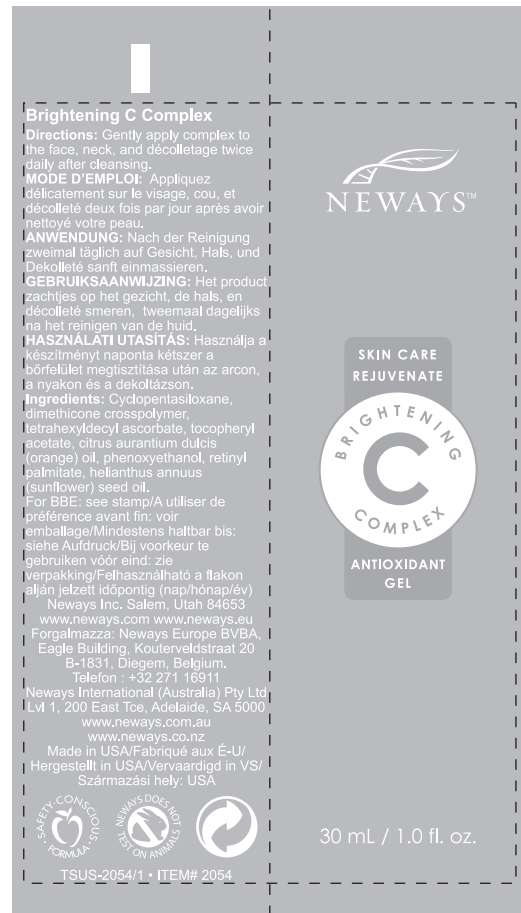 Brightening C Complex
Directions: Gently apply complex to
the face, neck, and décolletage twice
daily after cleansing.
MODE D'EMPLOI: Appliquez
délicatement sur le visage, cou, et
décolleté deux fois par jour après avoir
nettoyé votre peau.
ANWENDUNG: Nach der Reinigung
zweimal täglich auf Gesicht, Hals, und
Dekolleté sanft einmassieren.
GEBRUIKSAANWIJZING: Het product
zachtjes op het gezicht, de hals, en
décolleté smeren, tweemaal dagelijks
na het reinigen van de huid.
HASZNÁLATI UTASÍTÁS: Használja a
készítményt naponta kétszer a
bőrfelület megtisztítása után az arcon,
a nyakon és a dekoltázson.
Ingredients: Cyclopentasiloxane,
dimethicone crosspolymer,
tetrahexyldecyl ascorbate, tocopheryl
acetate, citrus aurantium dulcis
(orange) oil, phenoxyethanol, retinyl
palmitate, helianthus annuus
(sunflower) seed oil.
For BBE: see stamp/A utiliser de
préférence avant fin: voir
emballage/Mindestens haltbar bis:
siehe Aufdruck/Bij voorkeur te
gebruiken vóór eind: zie
verpakking/Felhasználható a flakon
alján jelzett időpontig (nap/hónap/év)
Neways Inc. Salem, Utah 84653
www.neways.com www.neways.eu
Forgalmazza: Neways Europe BVBA,
Eagle Building, Kouterveldstraat 20
B-1831, Diegem, Belgium.
Telefon : +32 271 16911
Neways International (Australia) Pty Ltd
Lvl 1, 200 East Tce, Adelaide, SA 5000
www.neways.com.au
www.neways.co.nz
Made in USA/Fabriqué aux É-U/
Hergestellt in USA/Vervaardigd in VS/
Származási hely: USA
SAFETY-CONSCIOUS • FORMULA •
NEWAYS DOES NOT TEST ON ANIMALS
TSUS-2054/1 • ITEM# 2054
NEWAYS™
SKIN CARE
REJUVENATE
BRIGHTENING
C
COMPLEX
ANTIOXIDANT
GEL
30 mL / 1.0 fl. oz.